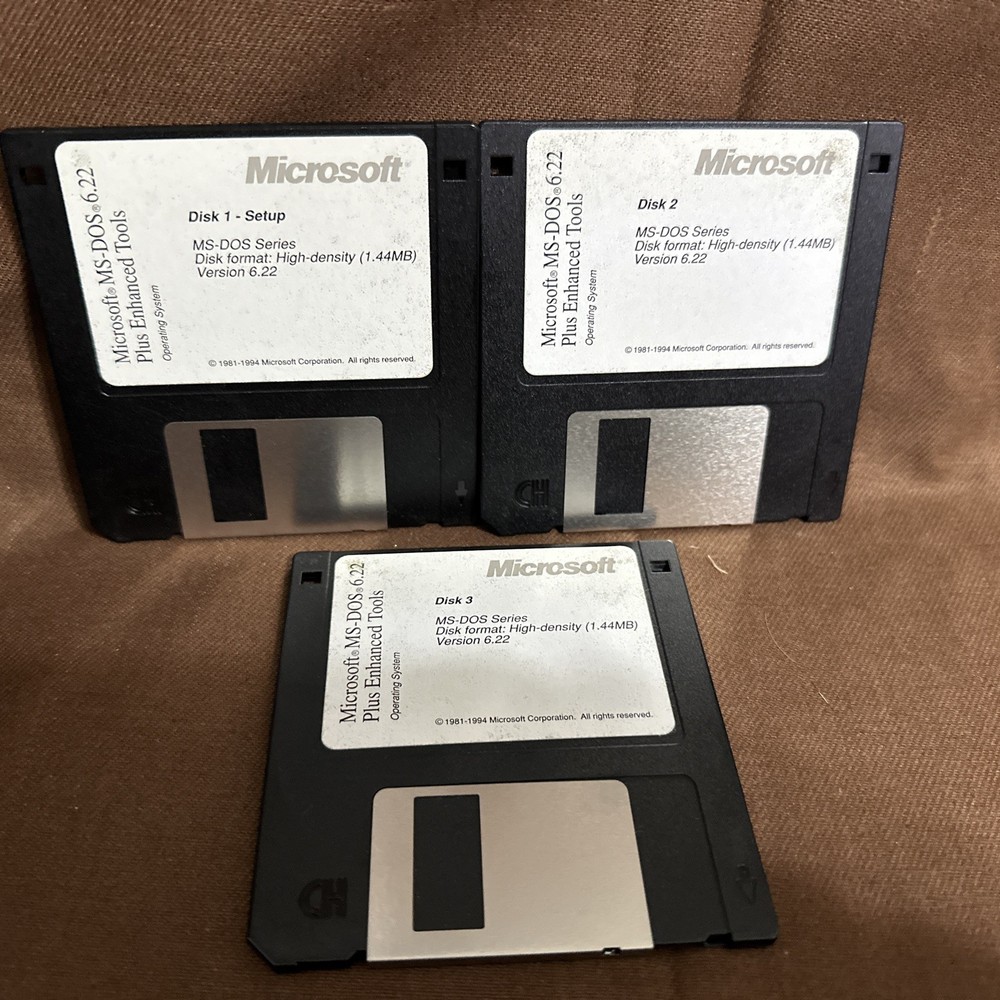 Microsoft
Disk 1 - Setup
MS-DOS Series
Disk format: High-density (1.44MB)
Version 6.22
© 1981-1994 Microsoft Corporation. All rights reserved.
Microsoft® MS-DOS® 6.22
Plus Enhanced Tools
Operating System
Microsoft
Disk 2
MS-DOS Series
Disk format: High-density (1.44MB)
Version 6.22
© 1981-1994 Microsoft Corporation. All rights reserved.
Microsoft® MS-DOS® 6.22
Plus Enhanced Tools
Operating System
HD
HD
Microsoft
Disk 3
MS-DOS Series
Disk format: High-density (1.44MB)
Version 6.22
© 1981-1994 Microsoft Corporation. All rights reserved.
Microsoft® MS-DOS® 6.22
Plus Enhanced Tools
Operating System
HD